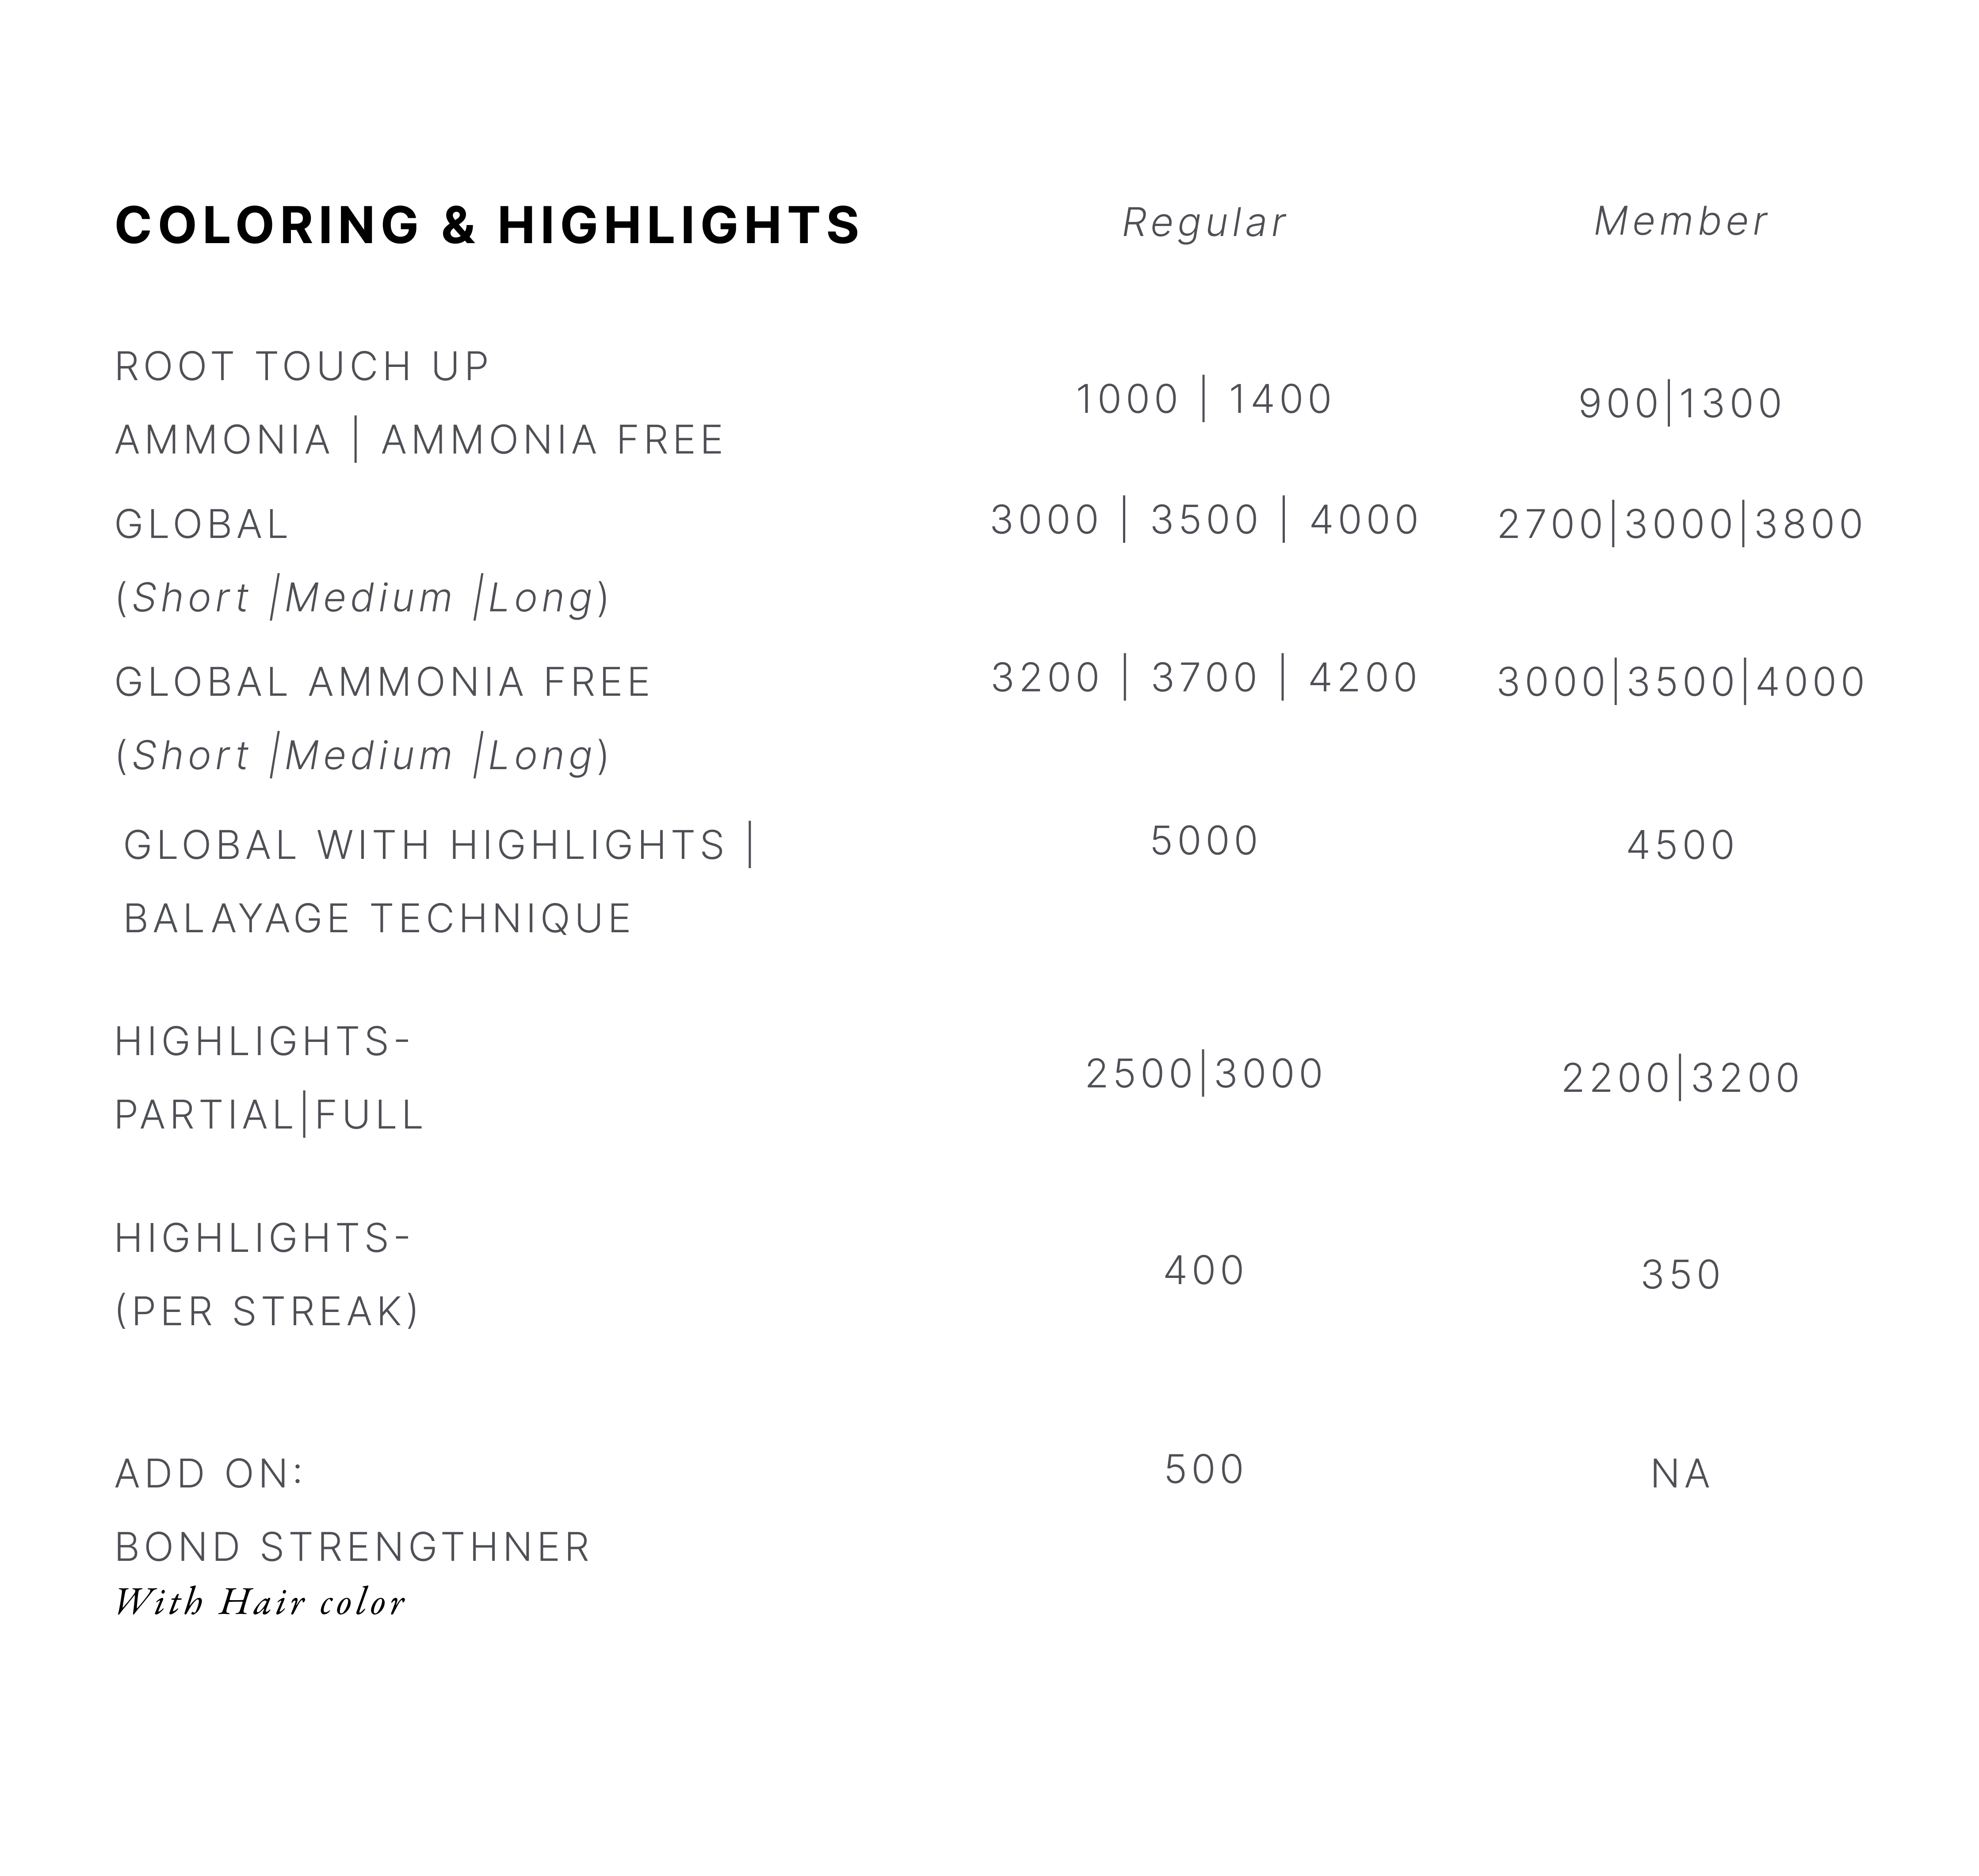 COLORING & HIGHLIGHTS Regular Member
ROOT TOUCH UP
AMMONIA | AMMONIA FREE 1000 | 1400 900|1300
GLOBAL 3000 | 3500 | 4000 2700|3000|3800
(Short |Medium |Long)
GLOBAL AMMONIA FREE 3200 | 3700 | 4200 3000|3500|4000
(Short |Medium |Long)
GLOBAL WITH HIGHLIGHTS | 5000 4500
BALAYAGE TECHNIQUE
HIGHLIGHTS-
PARTIAL|FULL 2500|3000 2200|3200
HIGHLIGHTS-
(PER STREAK) 400 350
ADD ON: 500 NA
BOND STRENGTHNER
With Hair color